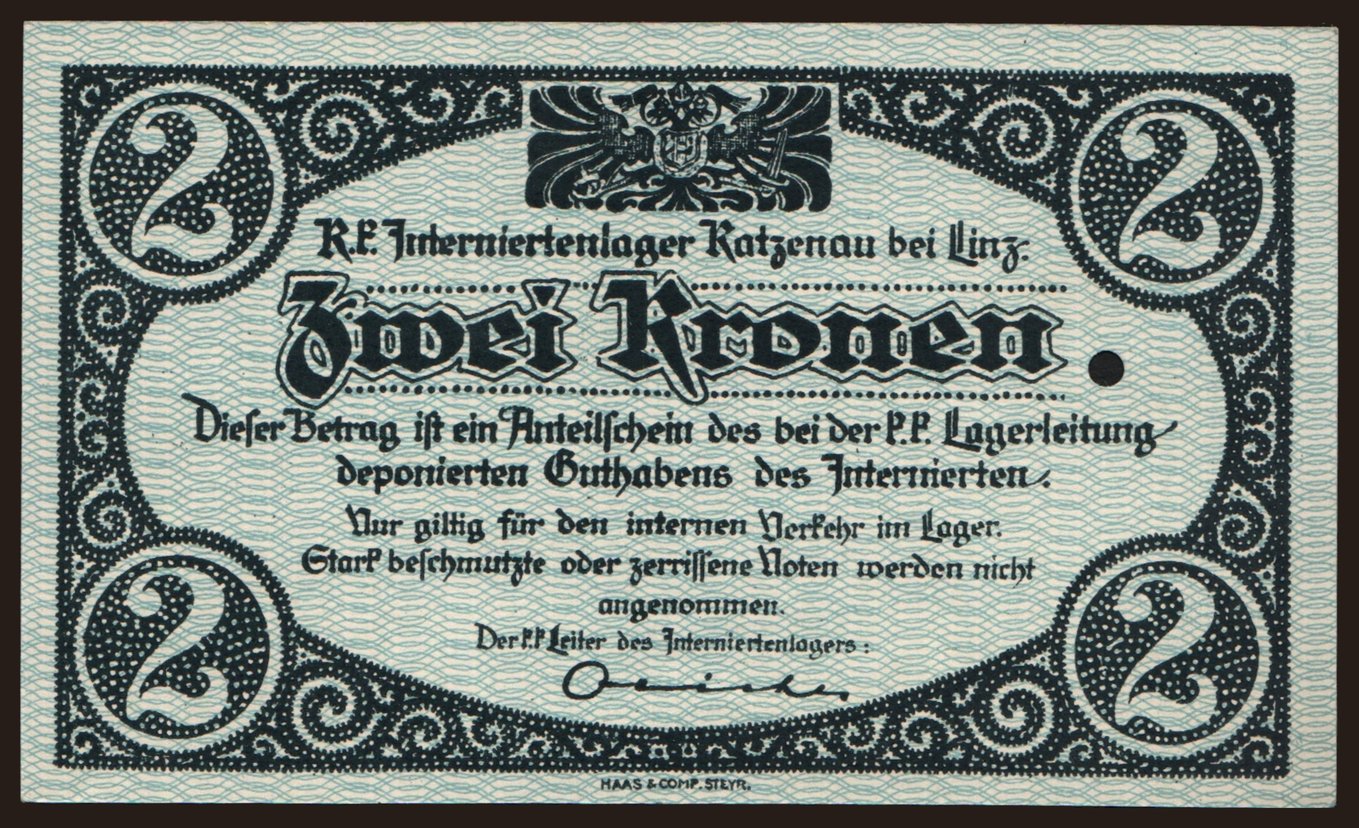 2 2
K.k. Interniertenlager Katzenau bei Linz.
Zwei Kronen
Dieser Betrag ist ein Anteilschein des bei der k.k. Lagerleitung
deponierten Guthabens des Internierten.
Nur giltig für den internen Verkehr im Lager.
Stark beschmutzte oder zerrissene Noten werden nicht
angenommen.
Der k.k Leiter des Interniertenlagers:
2 2
HAAS & COMP. STEYR.